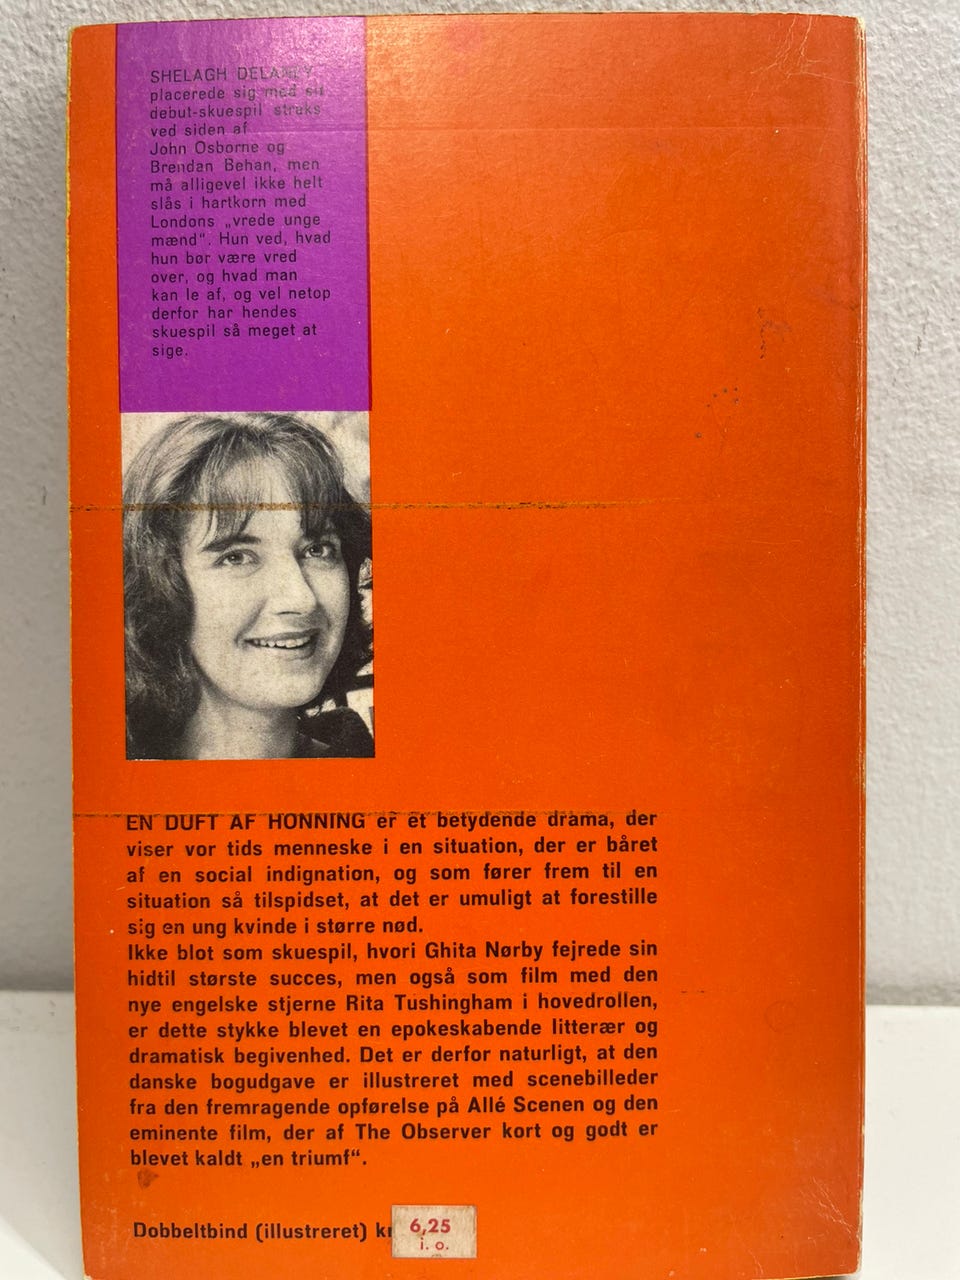 SHELAGH DELANEY
placerede sig med sit
debut-skuespil straks
ved siden af
John Osborne og
Brendan Behan, men
må alligevel ikke helt
slås i hartkorn med
Londons „vrede unge
mænd“. Hun ved, hvad
hun bør være vred
over, og hvad man
kan le af, og vel netop
derfor har hendes
skuespil så meget at
sige.
EN DUFT AF HONNING er et betydende drama, der
viser vor tids menneske i en situation, der er båret
af en social indignation, og som fører frem til en
situation så tilspidset, at det er umuligt at forestille
sig en ung kvinde i større nød.
Ikke blot som skuespil, hvori Ghita Nørby fejrede sin
hidtil største succes, men også som film med den
nye engelske stjerne Rita Tushingham i hovedrollen,
er dette stykke blevet en epokeskabende litterær og
dramatisk begivenhed. Det er derfor naturligt, at den
danske bogudgave er illustreret med scenebilleder
fra den fremragende opførelse på Allé Scenen og den
eminente film, der af The Observer kort og godt er
blevet kaldt „en triumf“.
Dobbeltbind (illustreret) kr 6,25
i. o.